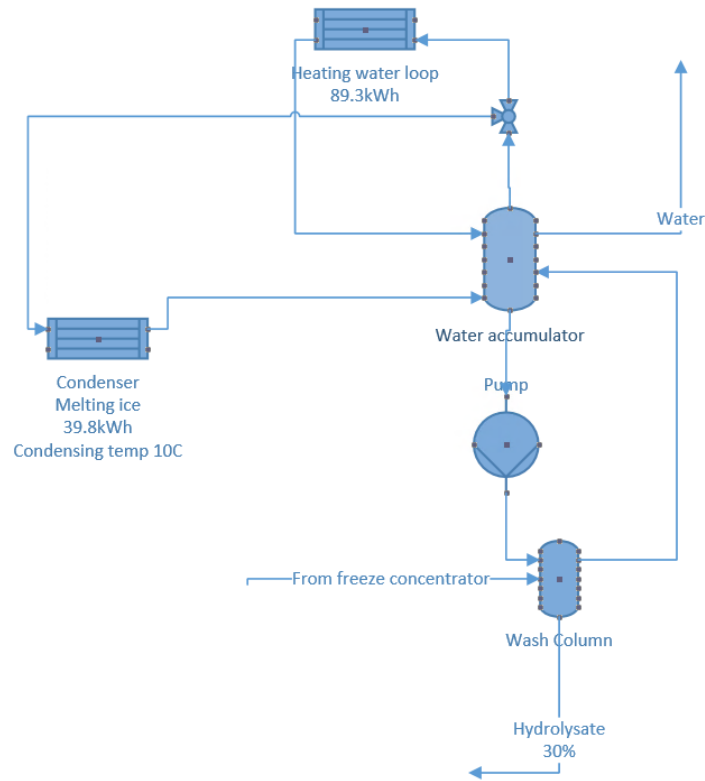 Heating water loop
89.3kWh
Water
Water accumulator
Condenser
Melting ice
39.8kWh
Condensing temp 10C
Pump
From freeze concentrator
Wash Column
Hydrolysate
30%